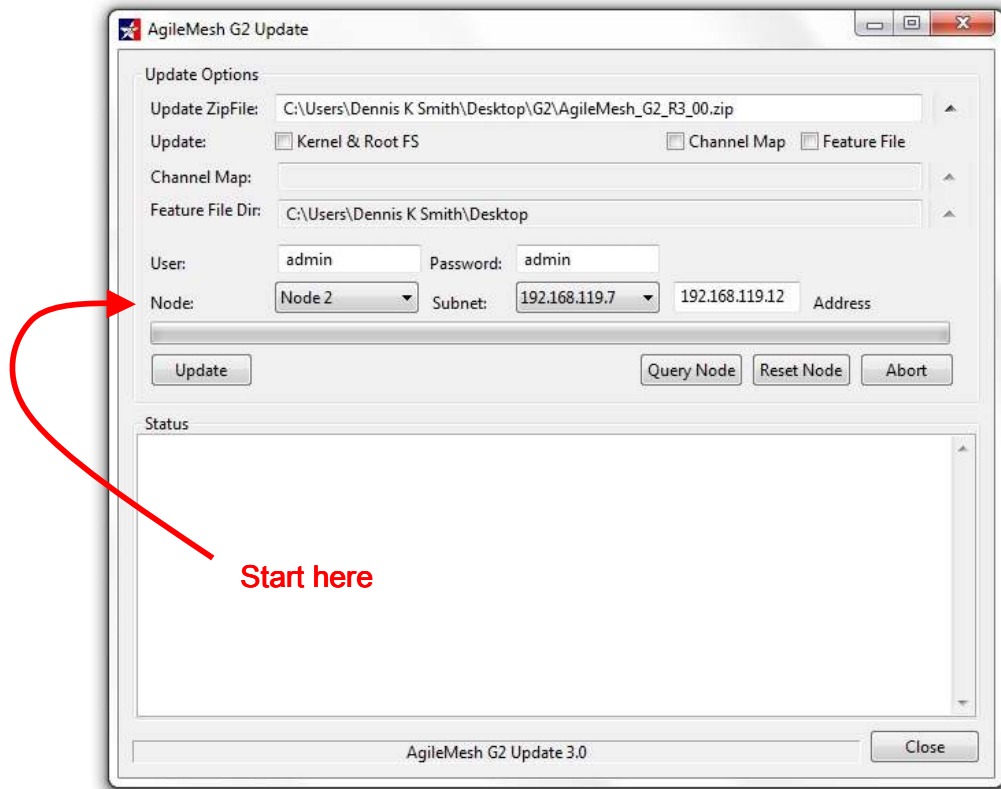 AgileMesh G2 Update
Update Options
Update ZipFile: C:\Users\Dennis K Smith\Desktop\G2\AgileMesh_G2_R3_00.zip
Update: Kernel & Root FS Channel Map Feature File
Channel Map:
Feature File Dir: C:\Users\Dennis K Smith\Desktop
User: admin Password: admin
Node: Node 2 Subnet: 192.168.119.7 192.168.119.12 Address
Update Query Node Reset Node Abort
Status
Start here
AgileMesh G2 Update 3.0 Close